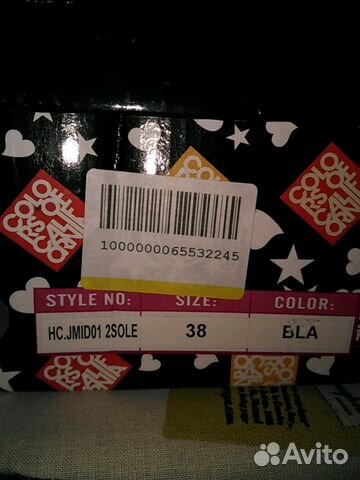 COLORS OF CALIFORNIA
1000000065532245
STYLE NO: SIZE: COLOR:
HC.JMID01 2SOLE 38 BLA
Avito